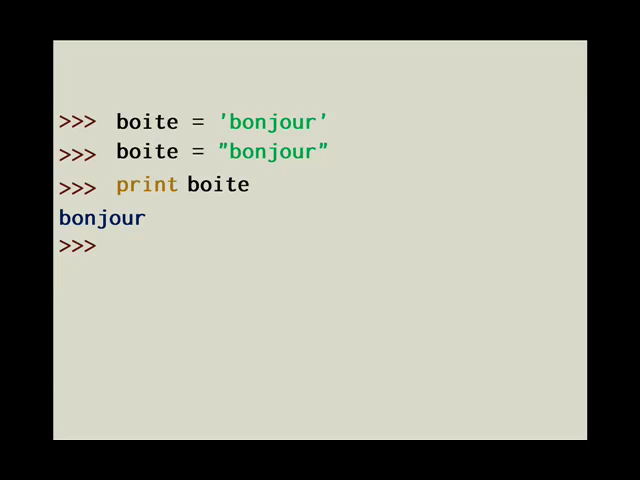 >>> boite = 'bonjour'
>>> boite = "bonjour"
>>> print boite
bonjour
>>>